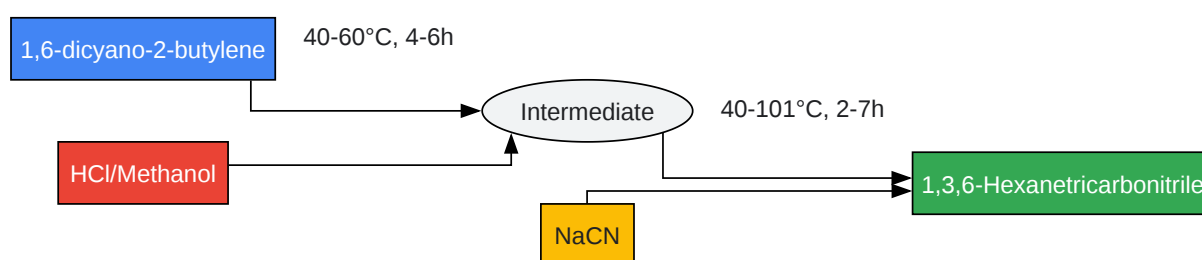 1,6-dicyano-2-butylene
40-60°C, 4-6h
Intermediate
40-101°C, 2-7h
HCl/Methanol
1,3,6-Hexanetricarbonitrile
NaCN